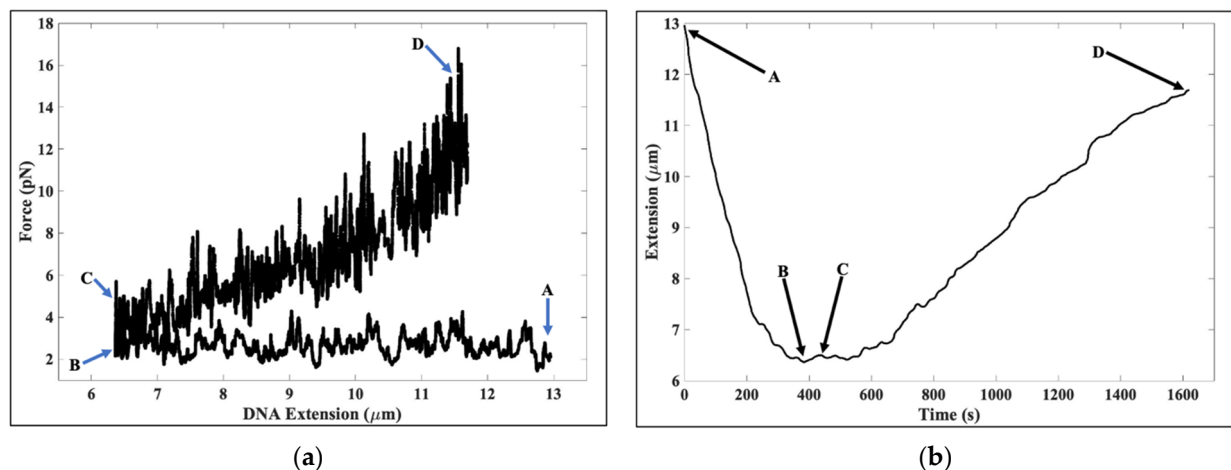 18
16
14
12
10
8
6
4
2
Force (pN)
D
C
B
A
6
7
8
9
10
11
12
13
DNA Extension (μm)
(a)
13
12
11
10
9
8
7
6
Extension (μm)
A
B
C
D
0
200
400
600
800
1000
1200
1400
1600
Time (s)
(b)